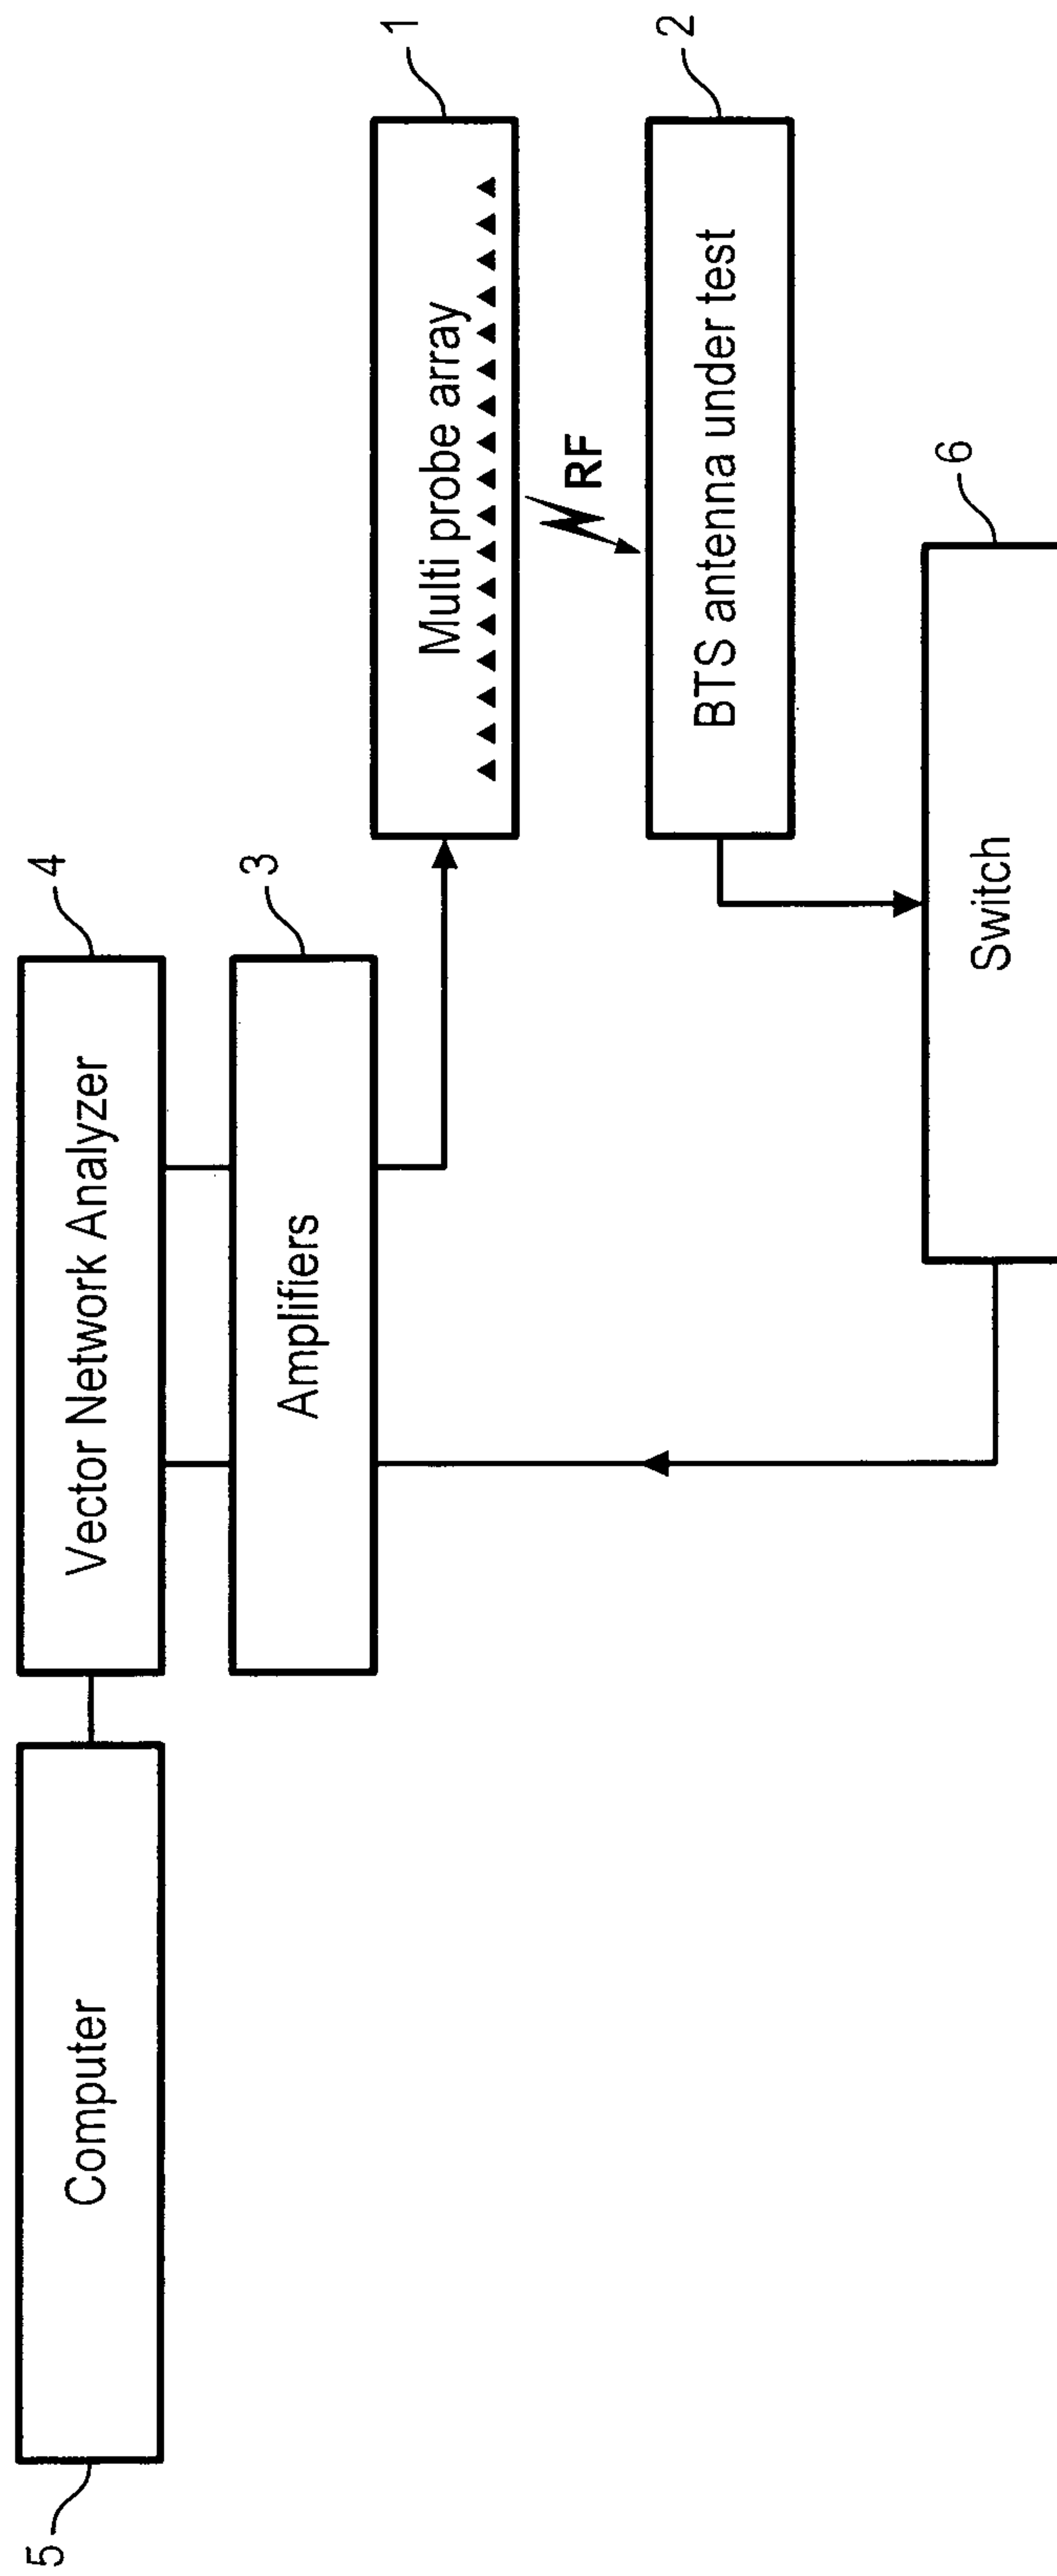 5
Computer
4
Vector Network Analyzer
3
Amplifiers
1
Multi probe array
RF
2
BTS antenna under test
6
Switch